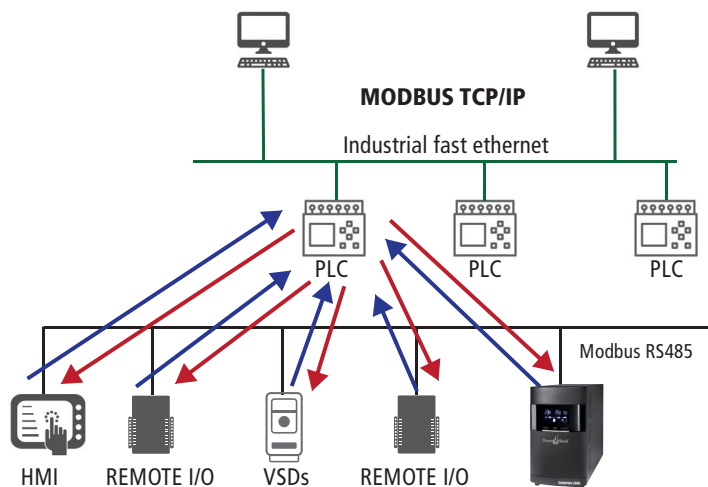 MODBUS TCP/IP
Industrial fast ethernet
PLC
PLC
PLC
Modbus RS485
HMI
REMOTE I/O
VSDs
REMOTE I/O